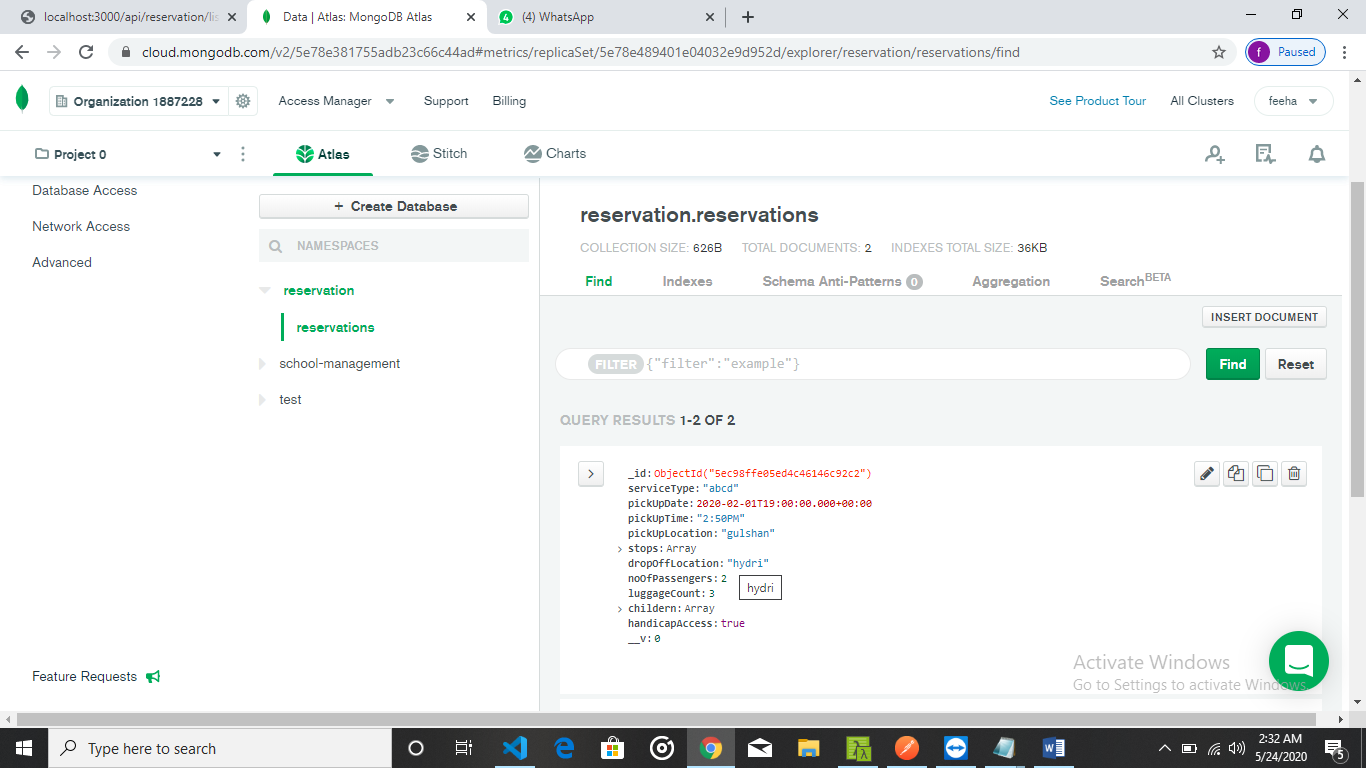 localhost:3000/api/reservation/lis
Data | Atlas: MongoDB Atlas
(4) WhatsApp
cloud.mongodb.com/v2/5e78e381755adb23c66c44ad#metrics/replicaSet/5e78e489401e04032e9d952d/explorer/reservation/reservations/find
f Paused
Organization 1887228
Access Manager
Support
Billing
See Product Tour
All Clusters
feeha
Project 0
Atlas
Stitch
Charts
Database Access
Network Access
Advanced
Feature Requests
+ Create Database
NAMESPACES
reservation
reservations
school-management
test
reservation.reservations
COLLECTION SIZE: 626B TOTAL DOCUMENTS: 2 INDEXES TOTAL SIZE: 36KB
Find Indexes Schema Anti-Patterns 0 Aggregation Search BETA
INSERT DOCUMENT
FILTER {"filter":"example"}
Find
Reset
QUERY RESULTS 1-2 OF 2
_id: ObjectId("5ec98ffe05ed4c46146c92c2")
serviceType: "abcd"
pickUpDate: 2020-02-01T19:00:00.000+00:00
pickUpTime: "2:50PM"
pickUpLocation: "gulshan"
stops: Array
dropOffLocation: "hydri"
noOfPassengers: 2
hydri
luggageCount: 3
childern: Array
handicapAccess: true
__v: 0
Activate Windows
Go to Settings to activate Windows
Type here to search
2:32 AM
5/24/2020
5